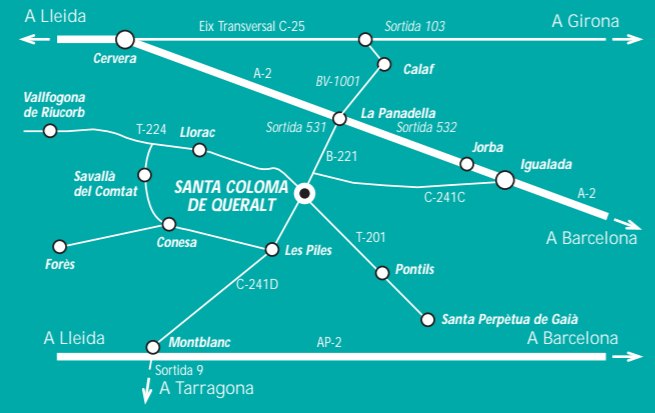 A Lleida
Eix Transversal C-25
Sortida 103
A Girona
Cervera
A-2
BV-1001
Calaf
Vallfogona
de Riucorb
T-224
Llorac
Sortida 531
La Panadella
Sortida 532
B-221
Jorba
Igualada
Savallà
del Comtat
SANTA COLOMA
DE QUERALT
C-241C
A-2
A Barcelona
Conesa
Forès
Les Piles
T-201
Pontils
C-241D
Santa Perpètua de Gaià
A Lleida
Montblanc
AP-2
A Barcelona
Sortida 9
A Tarragona